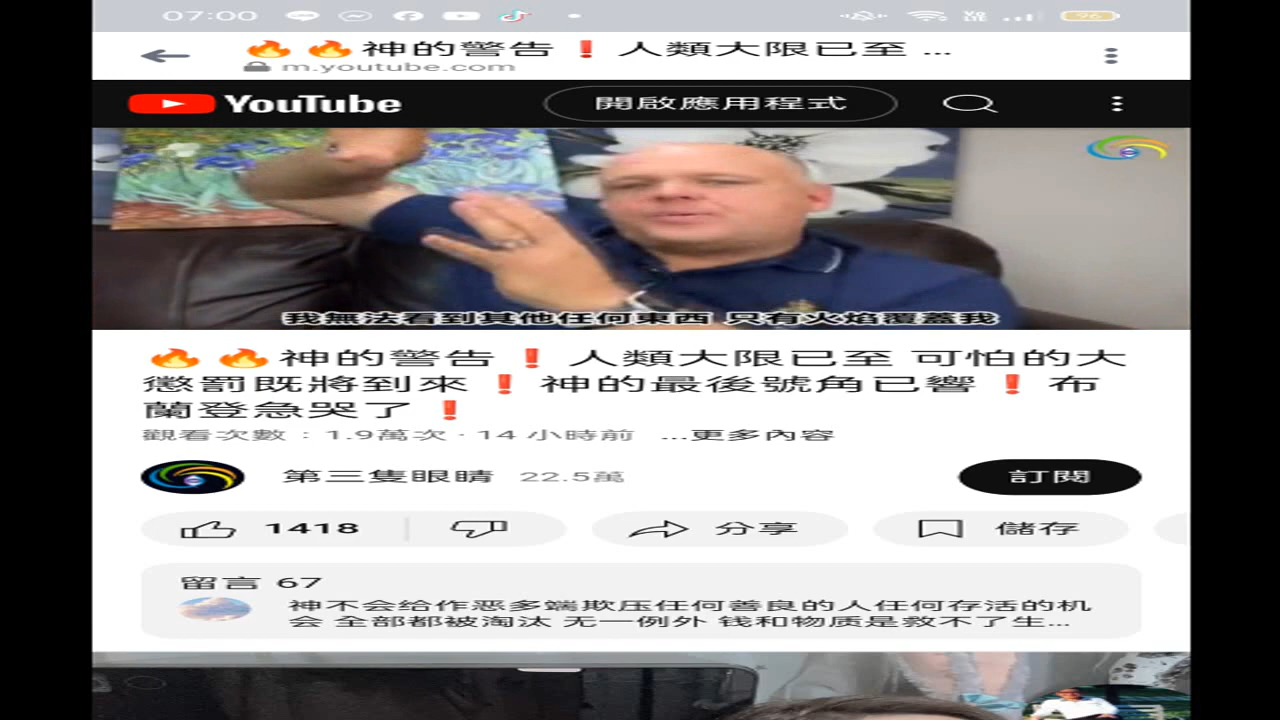 07:00
96
神的警告❗人類大限已至 ...
m.youtube.com
YouTube
開啟應用程式
我無法看到其他任何東西 只有火焰覆蓋我
🔥🔥神的警告❗人類大限已至 可怕的大
懲罰既將到來❗神的最後號角已響❗布
蘭登急哭了❗
觀看次數：1.9萬次 · 14 小時前 ...更多內容
第三隻眼睛 22.5萬
訂閱
1418
分享
儲存
留言 67
神不会给作恶多端欺压任何善良的人任何存活的机
会 全部都被淘汰 无一例外 钱和物质是救不了生...